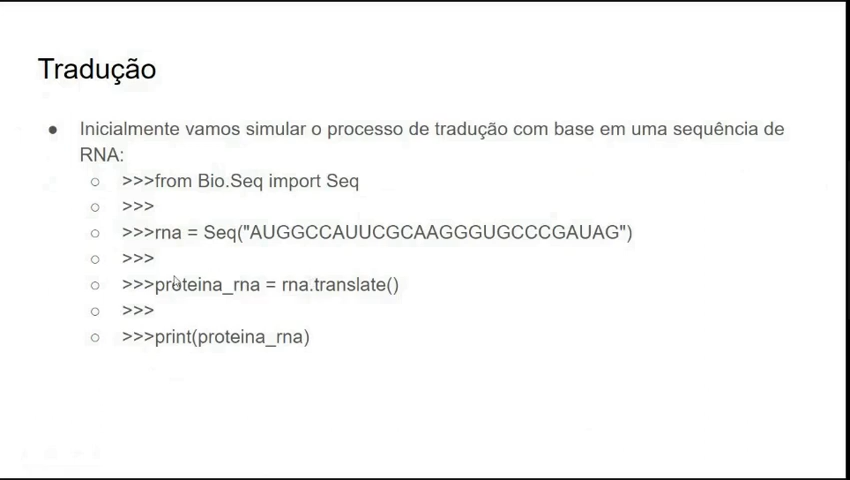 Tradução
● Inicialmente vamos simular o processo de tradução com base em uma sequência de
RNA:
○ >>>from Bio.Seq import Seq
○ >>>
○ >>>rna = Seq("AUGGCCAUUCGCAAGGGUGCCCGAUAG")
○ >>>
○ >>>proteina_rna = rna.translate()
○ >>>
○ >>>print(proteina_rna)